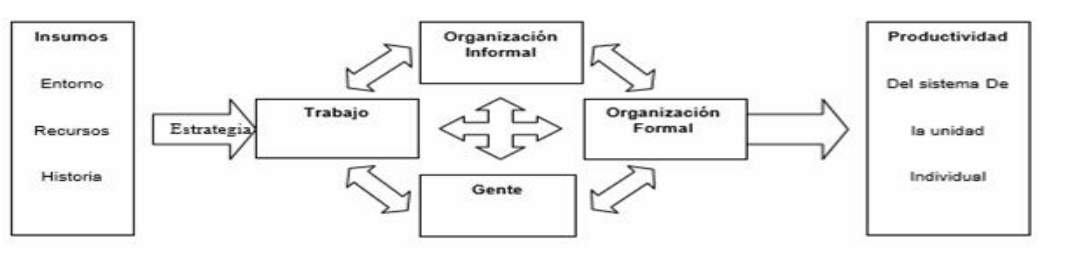 Insumos
Entorno
Recursos
Historia
Estrategia
Trabajo
Organización
Informal
Gente
Organización
Formal
Productividad
Del sistema De
la unidad
Individual